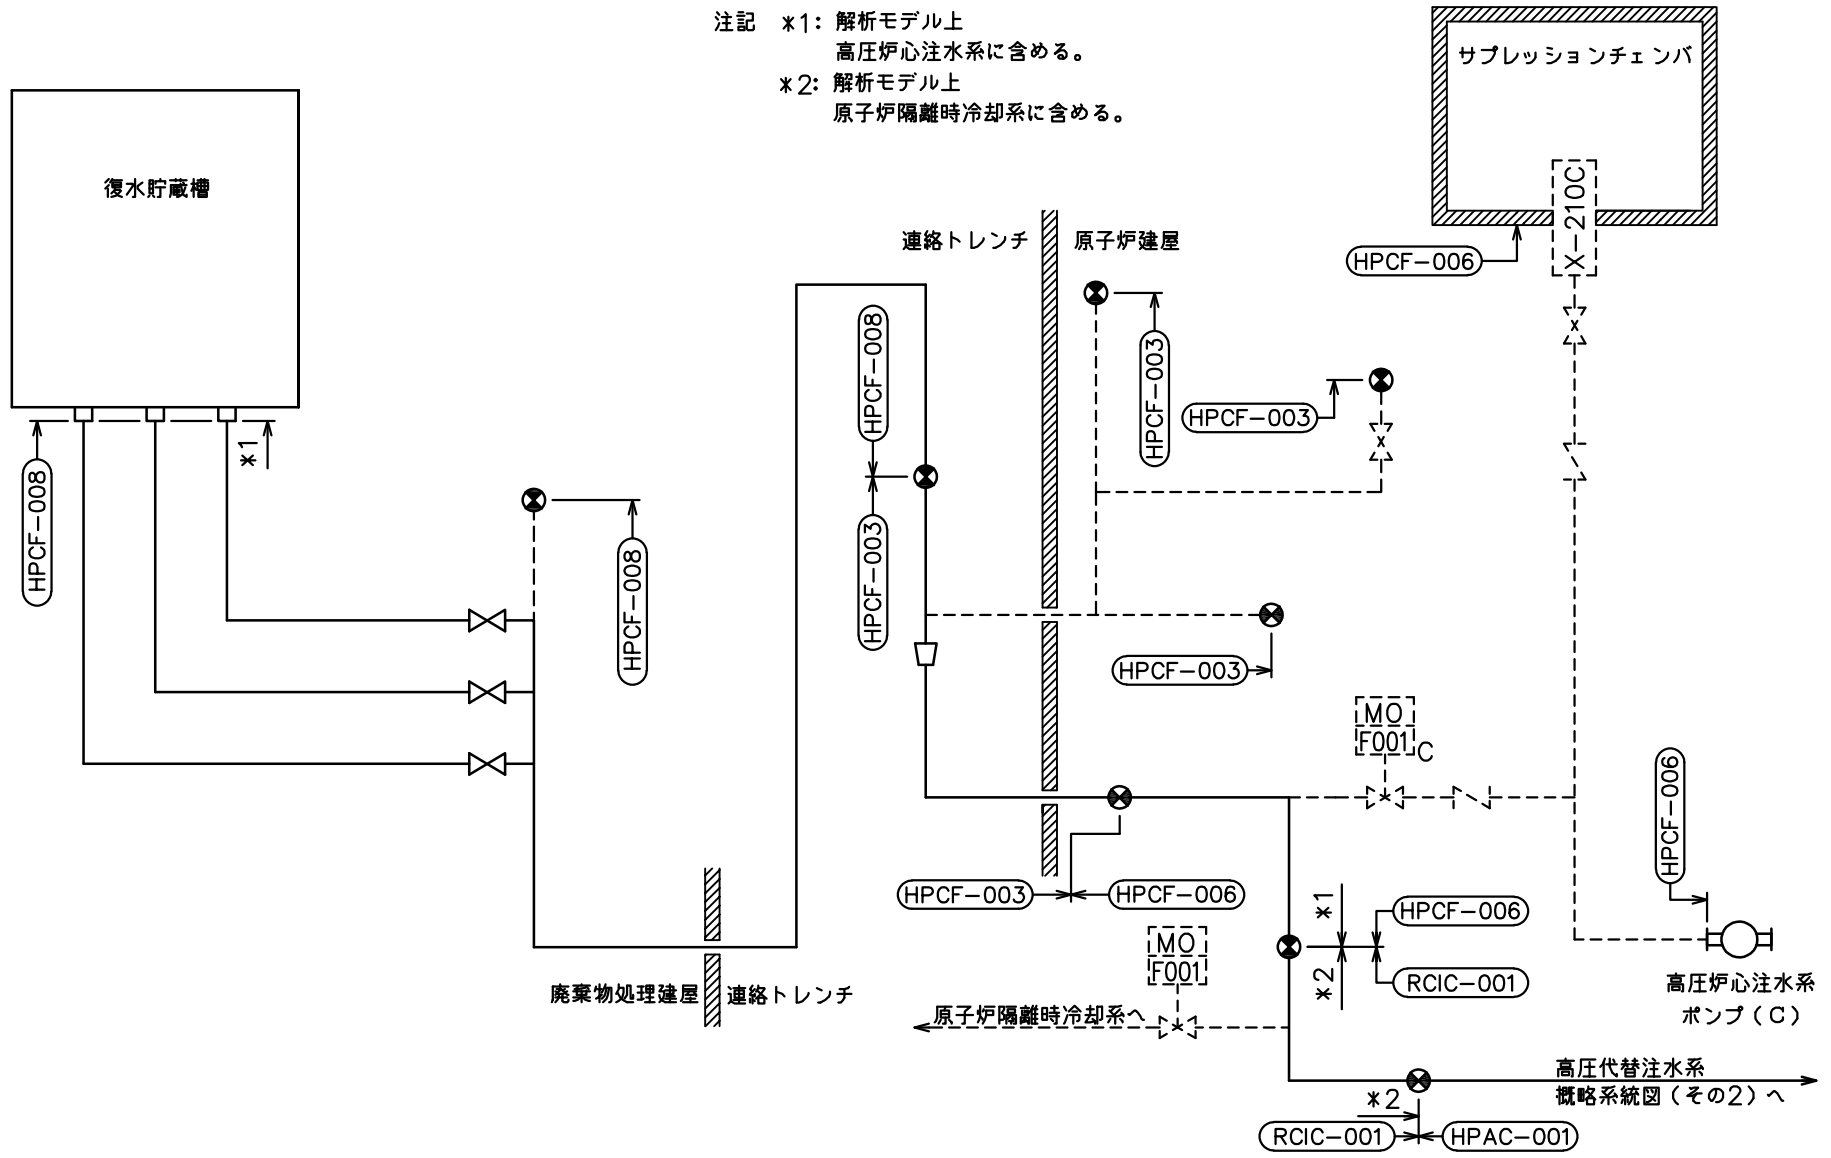 注記 *1: 解析モデル上
高圧炉心注水系に含める。
*2: 解析モデル上
原子炉隔離時冷却系に含める。
サプレッションチェンバ
X-210C
HPCF-006
復水貯蔵槽
連絡トレンチ
原子炉建屋
HPCF-008
HPCF-003
HPCF-003
HPCF-008
*1
HPCF-008
HPCF-003
HPCF-003
MO
F001
C
HPCF-006
HPCF-003
HPCF-006
*1
HPCF-006
*2
RCIC-001
MO
F001
廃棄物処理建屋
連絡トレンチ
原子炉隔離時冷却系へ
高圧炉心注水系
ポンプ(C)
高圧代替注水系
概略系統図(その2)へ
*2
RCIC-001
HPAC-001